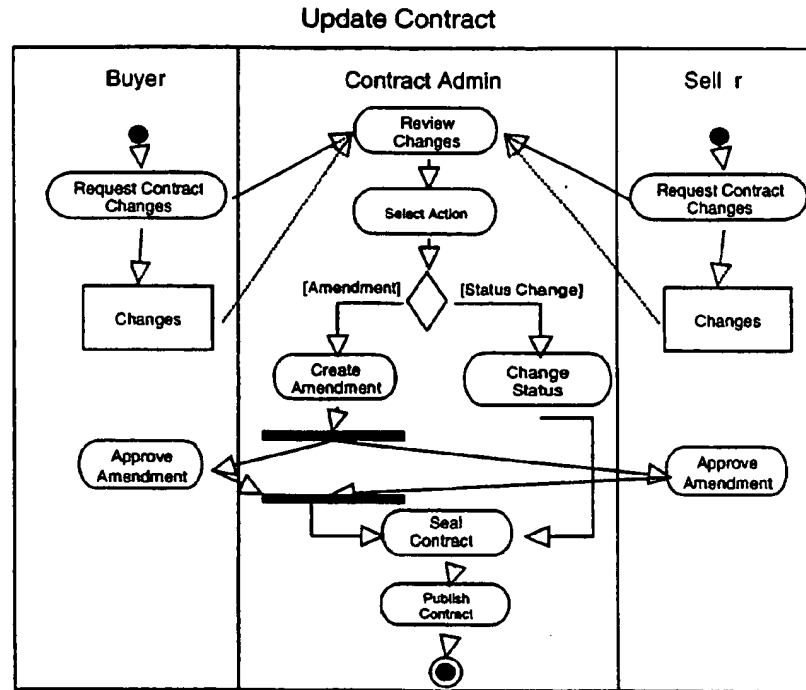 Update Contract
Buyer
Contract Admin
Sell r
Review
Changes
Request Contract
Changes
Select Action
Request Contract
Changes
[Amendment]
[Status Change]
Changes
Changes
Create
Amendment
Change
Status
Approve
Amendment
Approve
Amendment
Seal
Contract
Publish
Contract